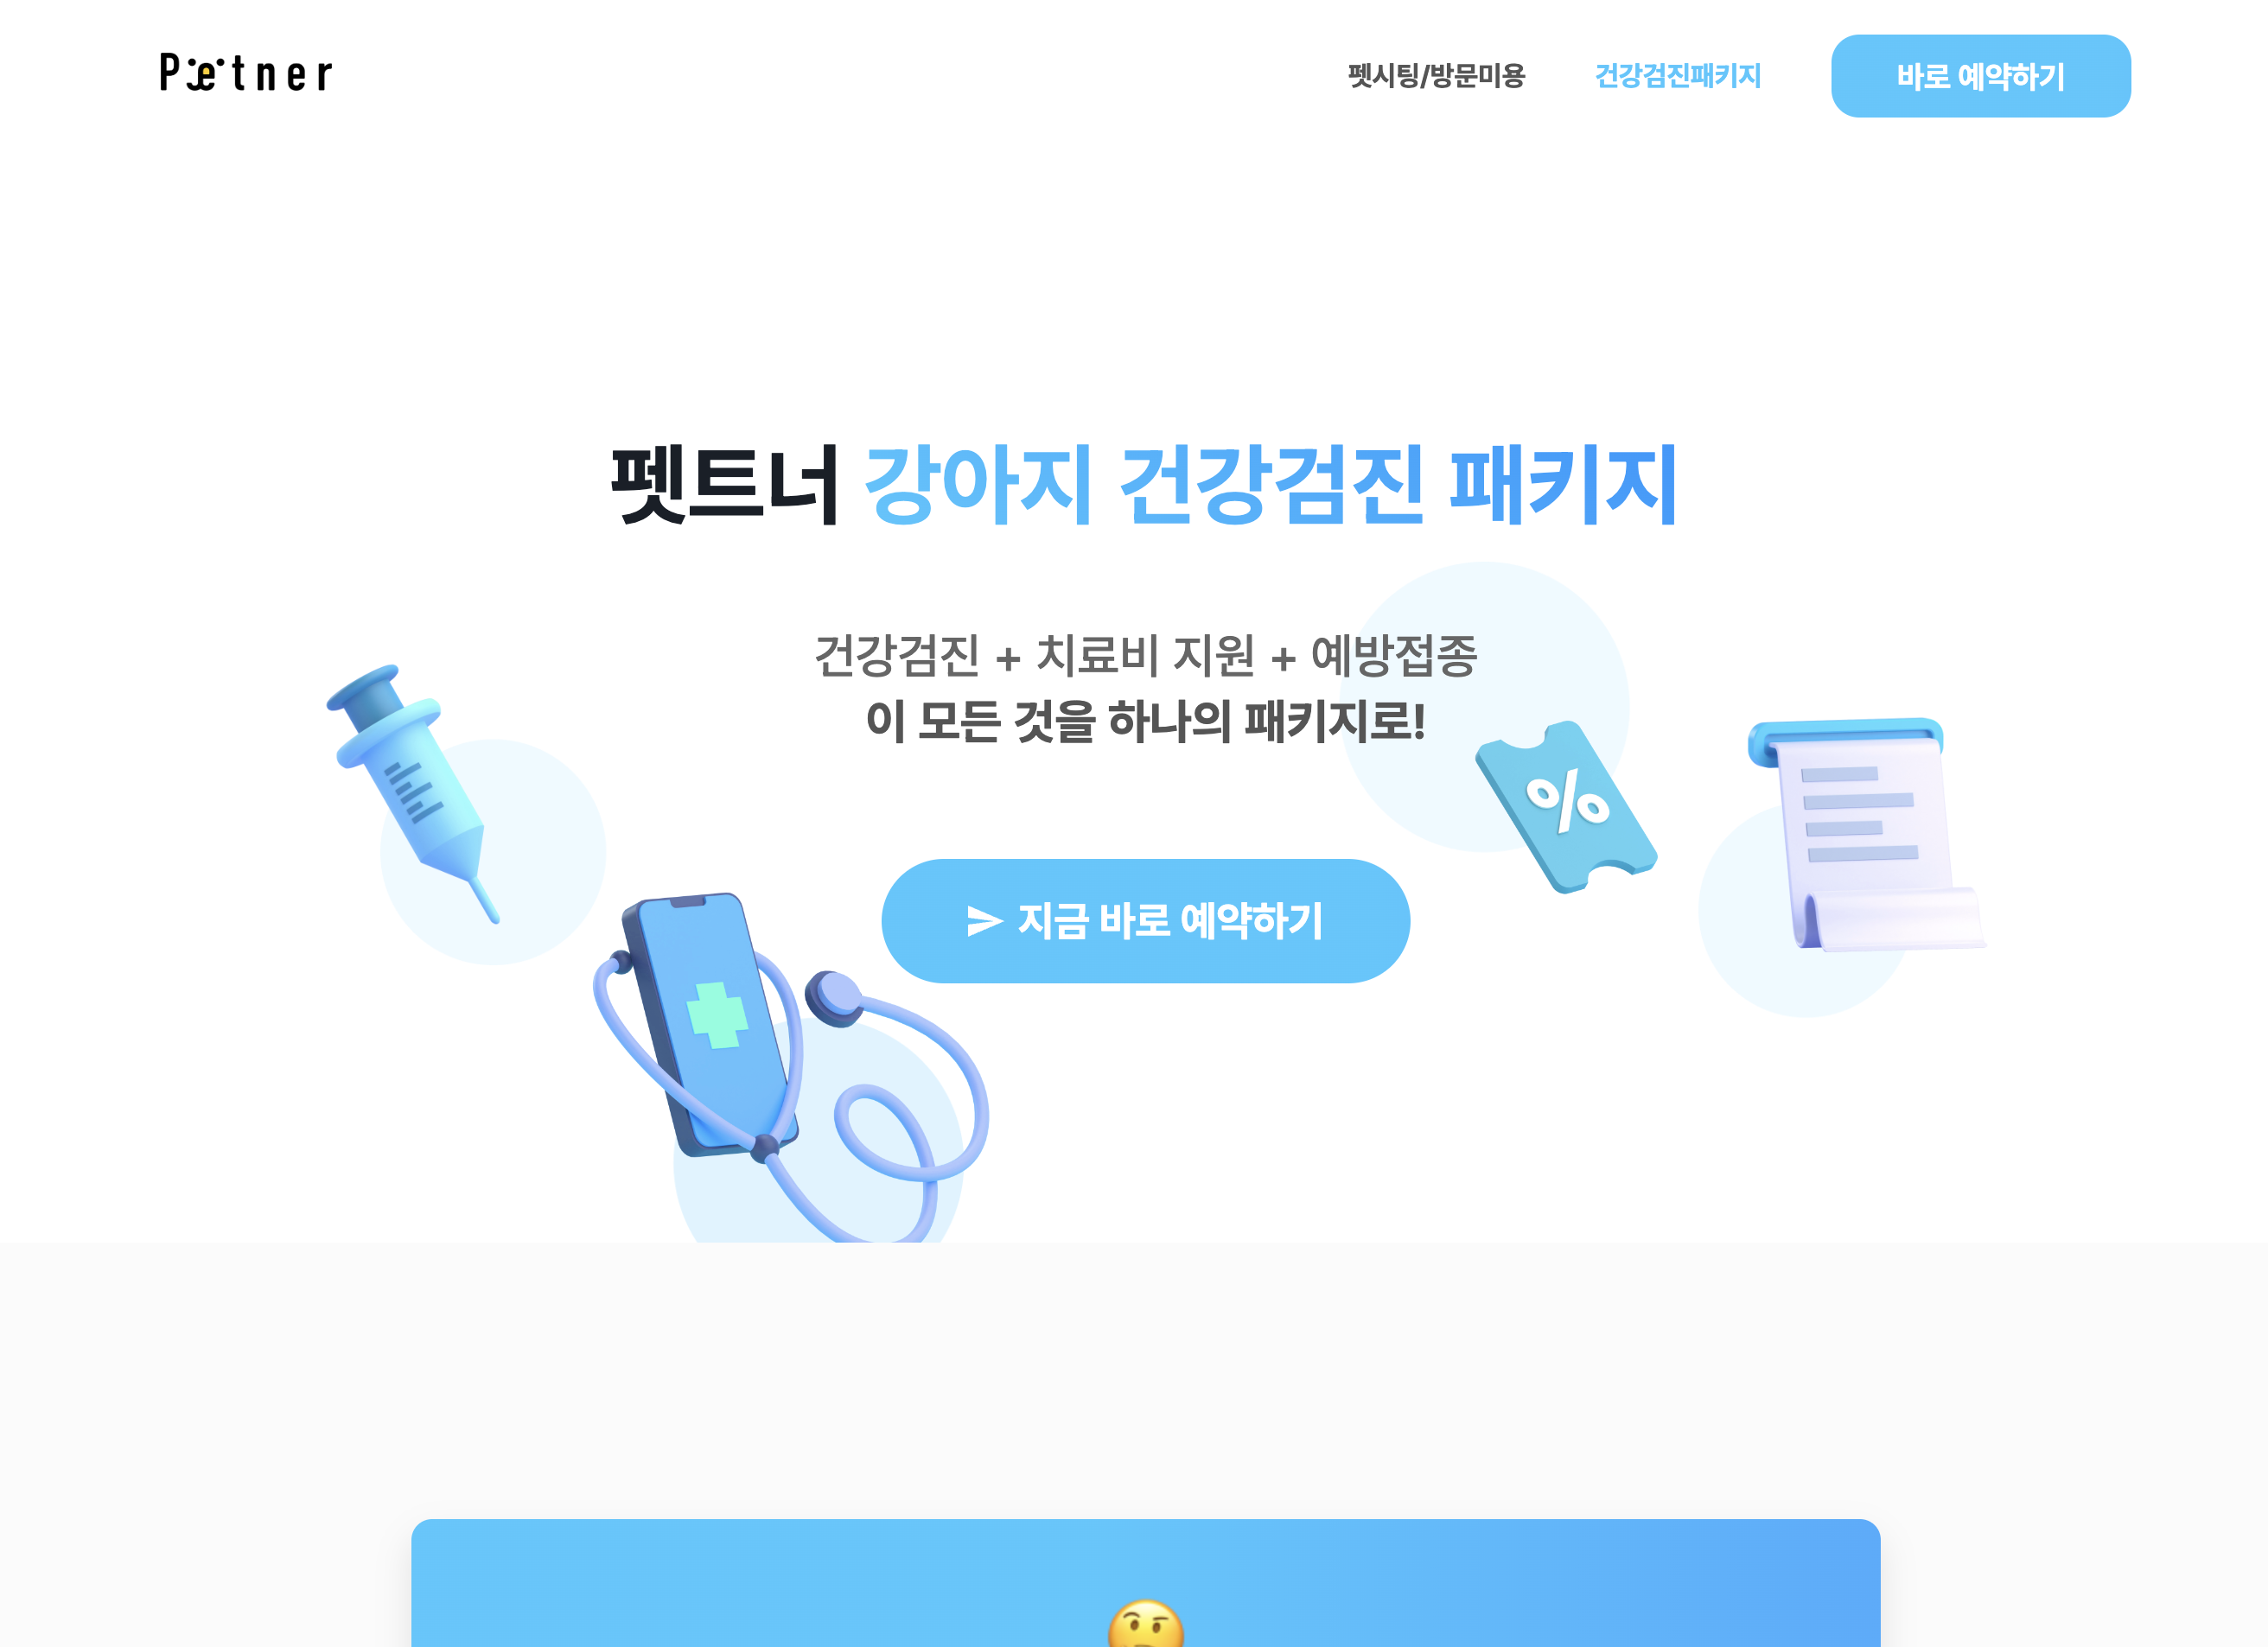 Peetner
펫시팅/방문미용
건강검진패키지
바로 예약하기
펫트너 강아지 건강검진 패키지
건강검진 + 치료비 지원 + 예방접종
이 모든 것을 하나의 패키지로!
%
지금 바로 예약하기